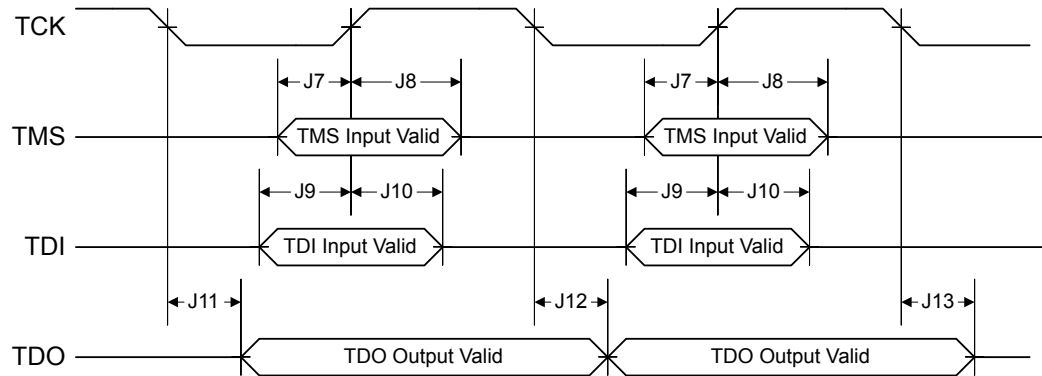 TCK
J7 J8 J7 J8
TMS TMS Input Valid TMS Input Valid
J9 J10 J9 J10
TDI TDI Input Valid TDI Input Valid
J11 J12 J13
TDO TDO Output Valid TDO Output Valid